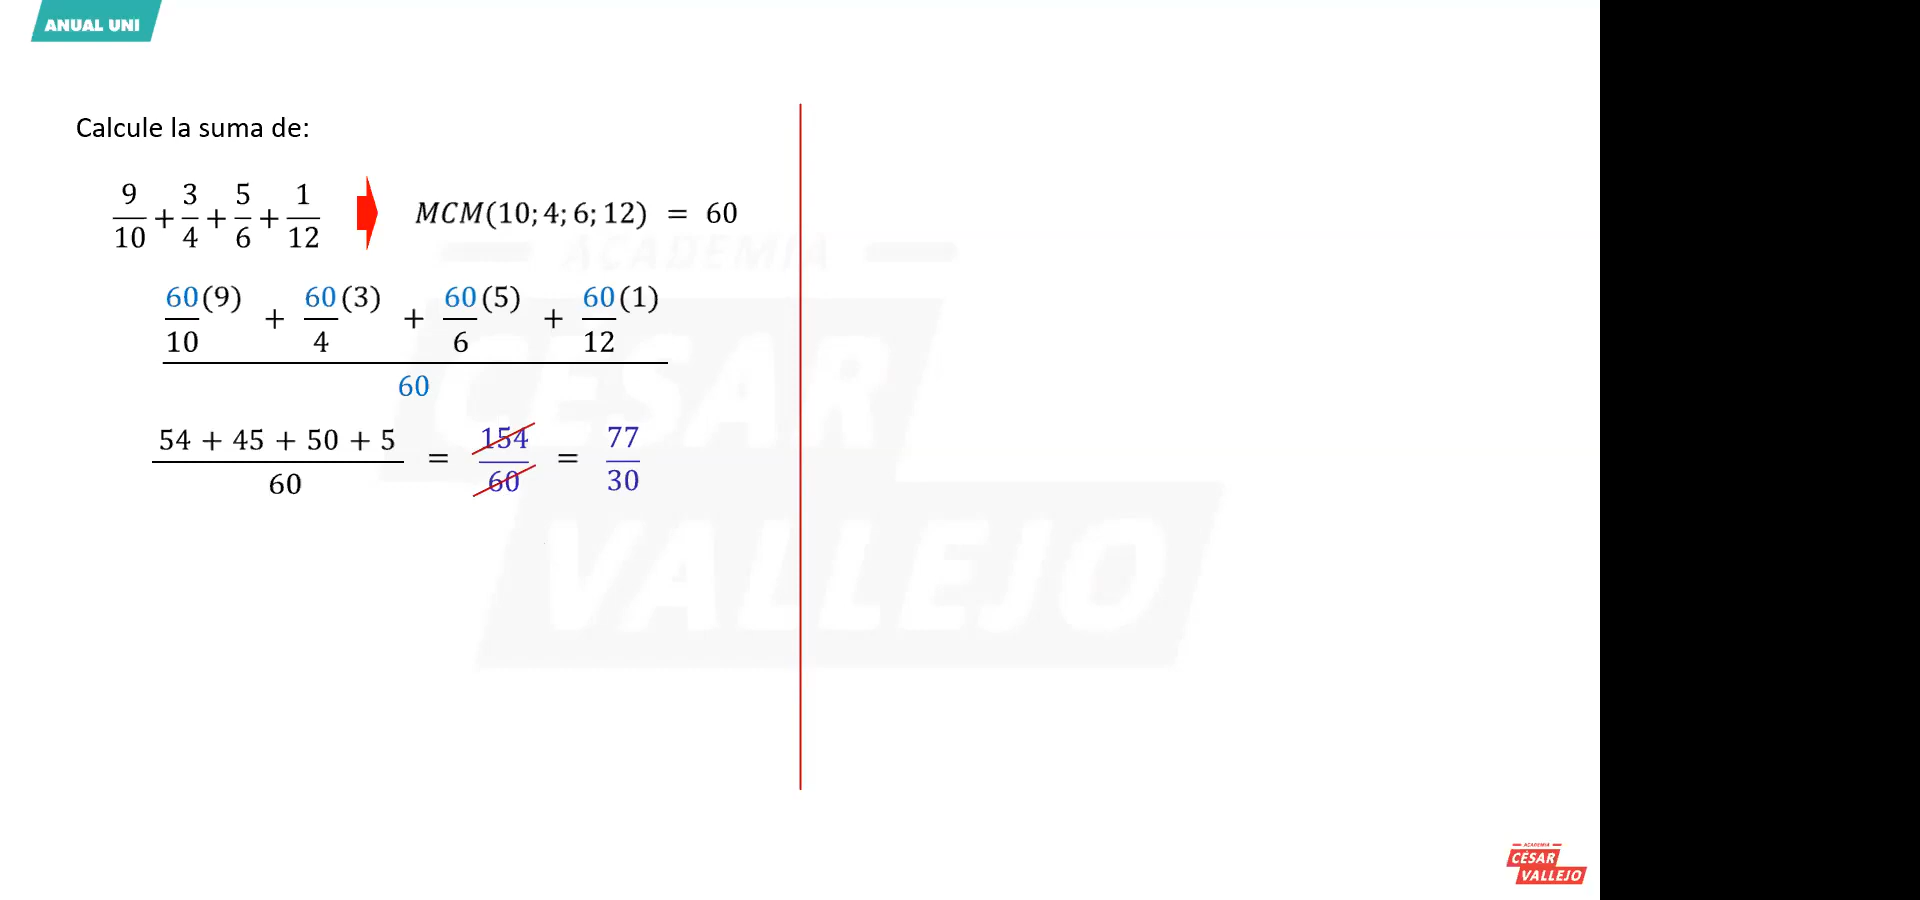 ANUAL UNI
Calcule la suma de:
9/10 + 3/4 + 5/6 + 1/12
MCM(10; 4; 6; 12) = 60
(60/10 (9) + 60/4 (3) + 60/6 (5) + 60/12 (1)) / 60
(54 + 45 + 50 + 5) / 60 = 154/60 = 77/30
ACADEMIA
CESAR
VALLEJO
ACADEMIA
CÉSAR
VALLEJO